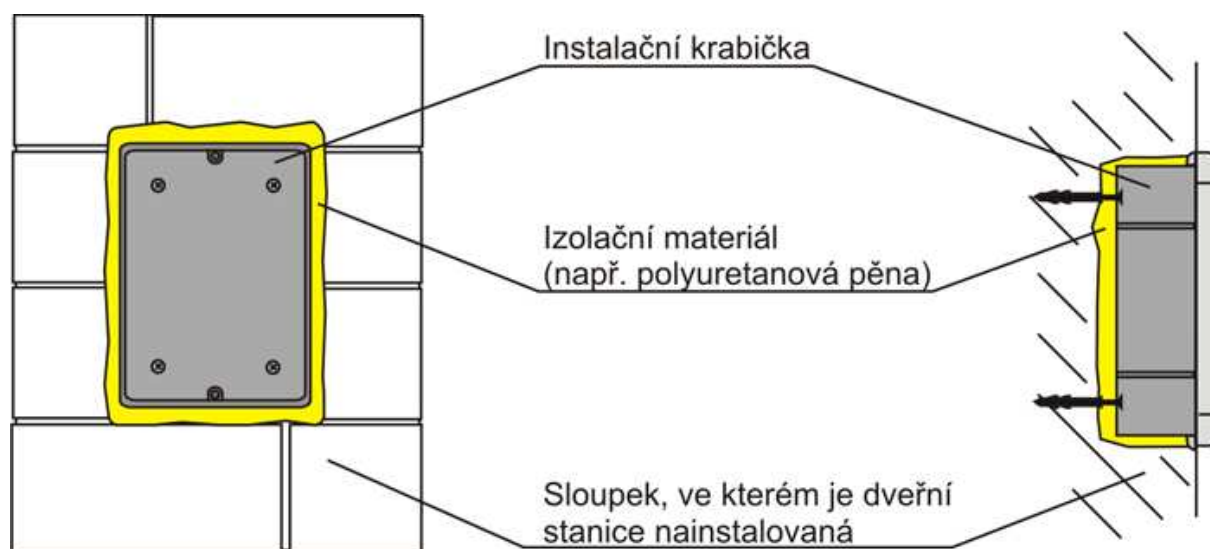 Instalační krabička
Izolační materiál
(např. polyuretanová pěna)
Sloupek, ve kterém je dveřní
stanice nainstalovaná